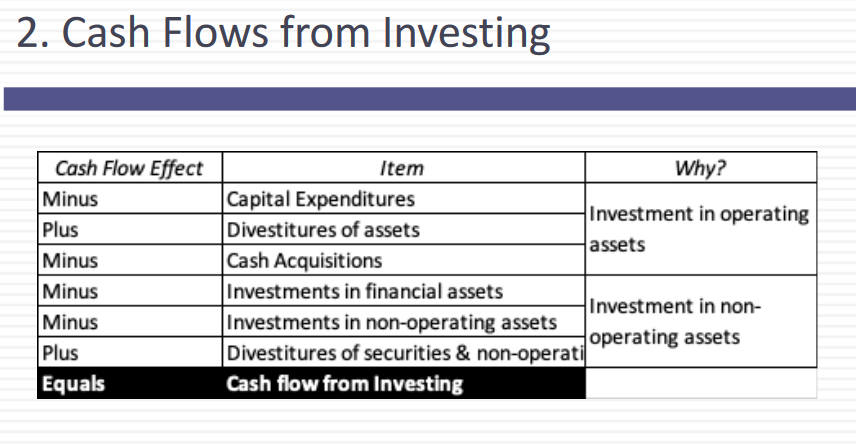 2. Cash Flows from Investing
Cash Flow Effect Item Why?
Minus Capital Expenditures Investment in operating assets
Plus Divestitures of assets
Minus Cash Acquisitions
Minus Investments in financial assets Investment in non-operating assets
Minus Investments in non-operating assets
Plus Divestitures of securities & non-operati
Equals Cash flow from Investing